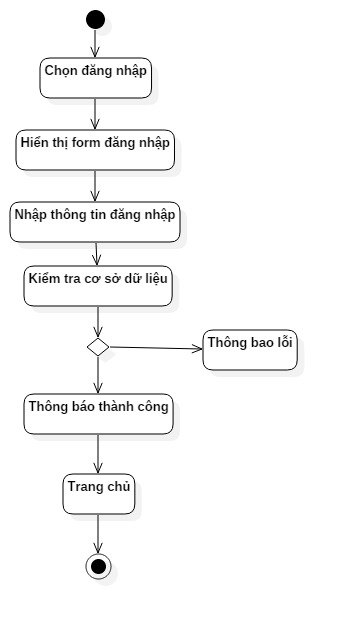 Chọn đăng nhập
Hiển thị form đăng nhập
Nhập thông tin đăng nhập
Kiểm tra cơ sở dữ liệu
Thông bao lỗi
Thông báo thành công
Trang chủ